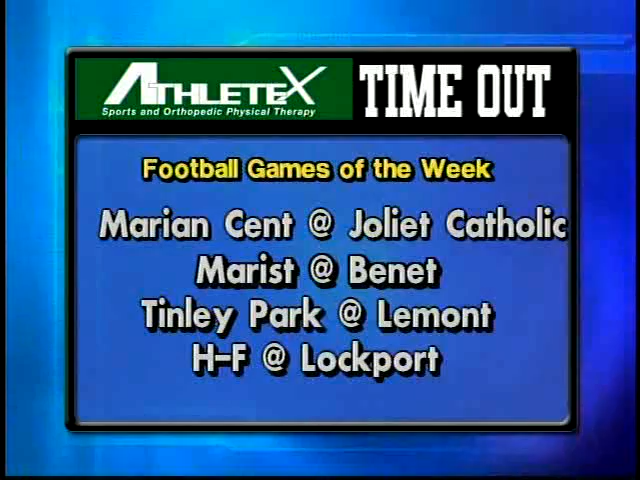 ATHLETEX
Sports and Orthopedic Physical Therapy
TIME OUT
Football Games of the Week
Marian Cent @ Joliet Catholic
Marist @ Benet
Tinley Park @ Lemont
H-F @ Lockport